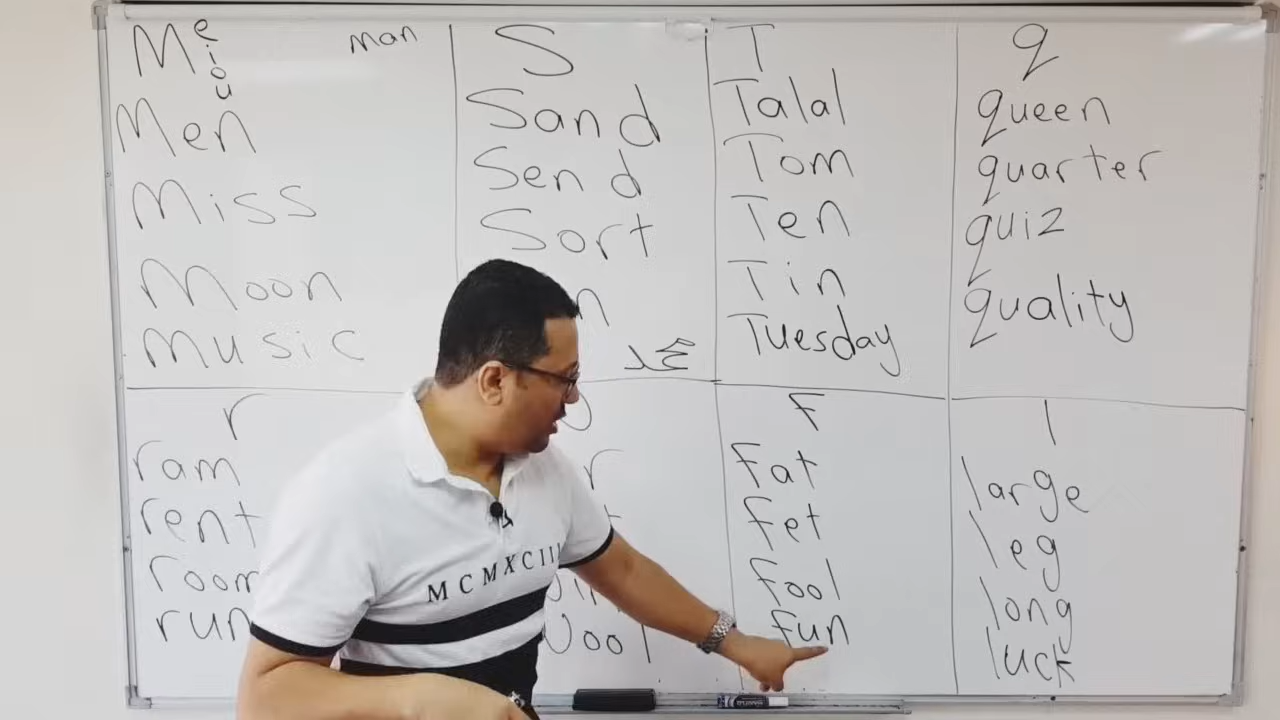 M e i o u man
Men
Miss
Moon
Music
S
Sand
Send
Sort
n
T
Talal
Tom
Ten
Tin
Tuesday
q
queen
quarter
quiz
quality
r
ram
rent
room
run
Wool
F
Fat
Fet
Fool
Fun
l
large
leg
long
luck
MCMXCIII